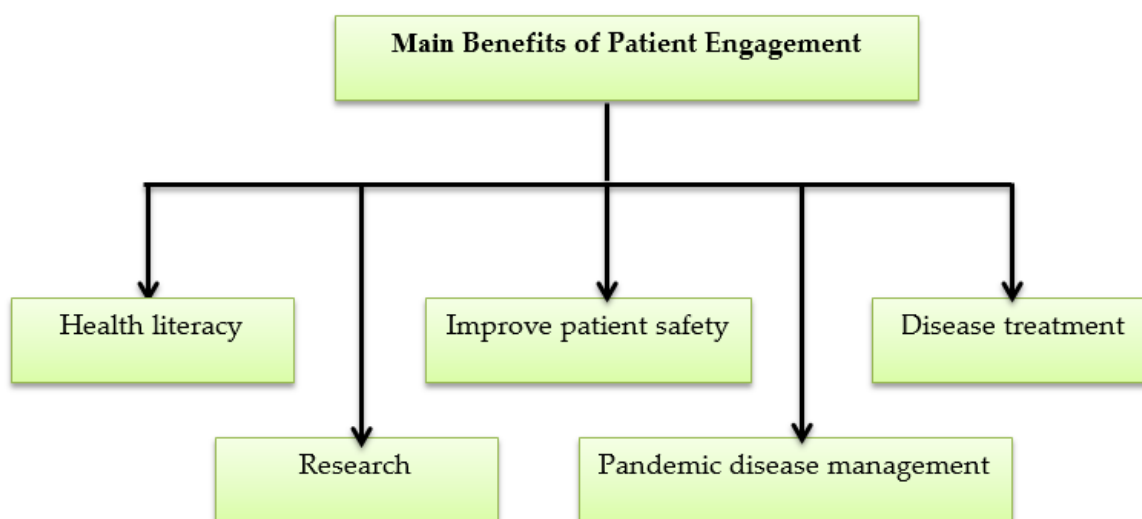 Main Benefits of Patient Engagement
Health literacy
Improve patient safety
Disease treatment
Research
Pandemic disease management